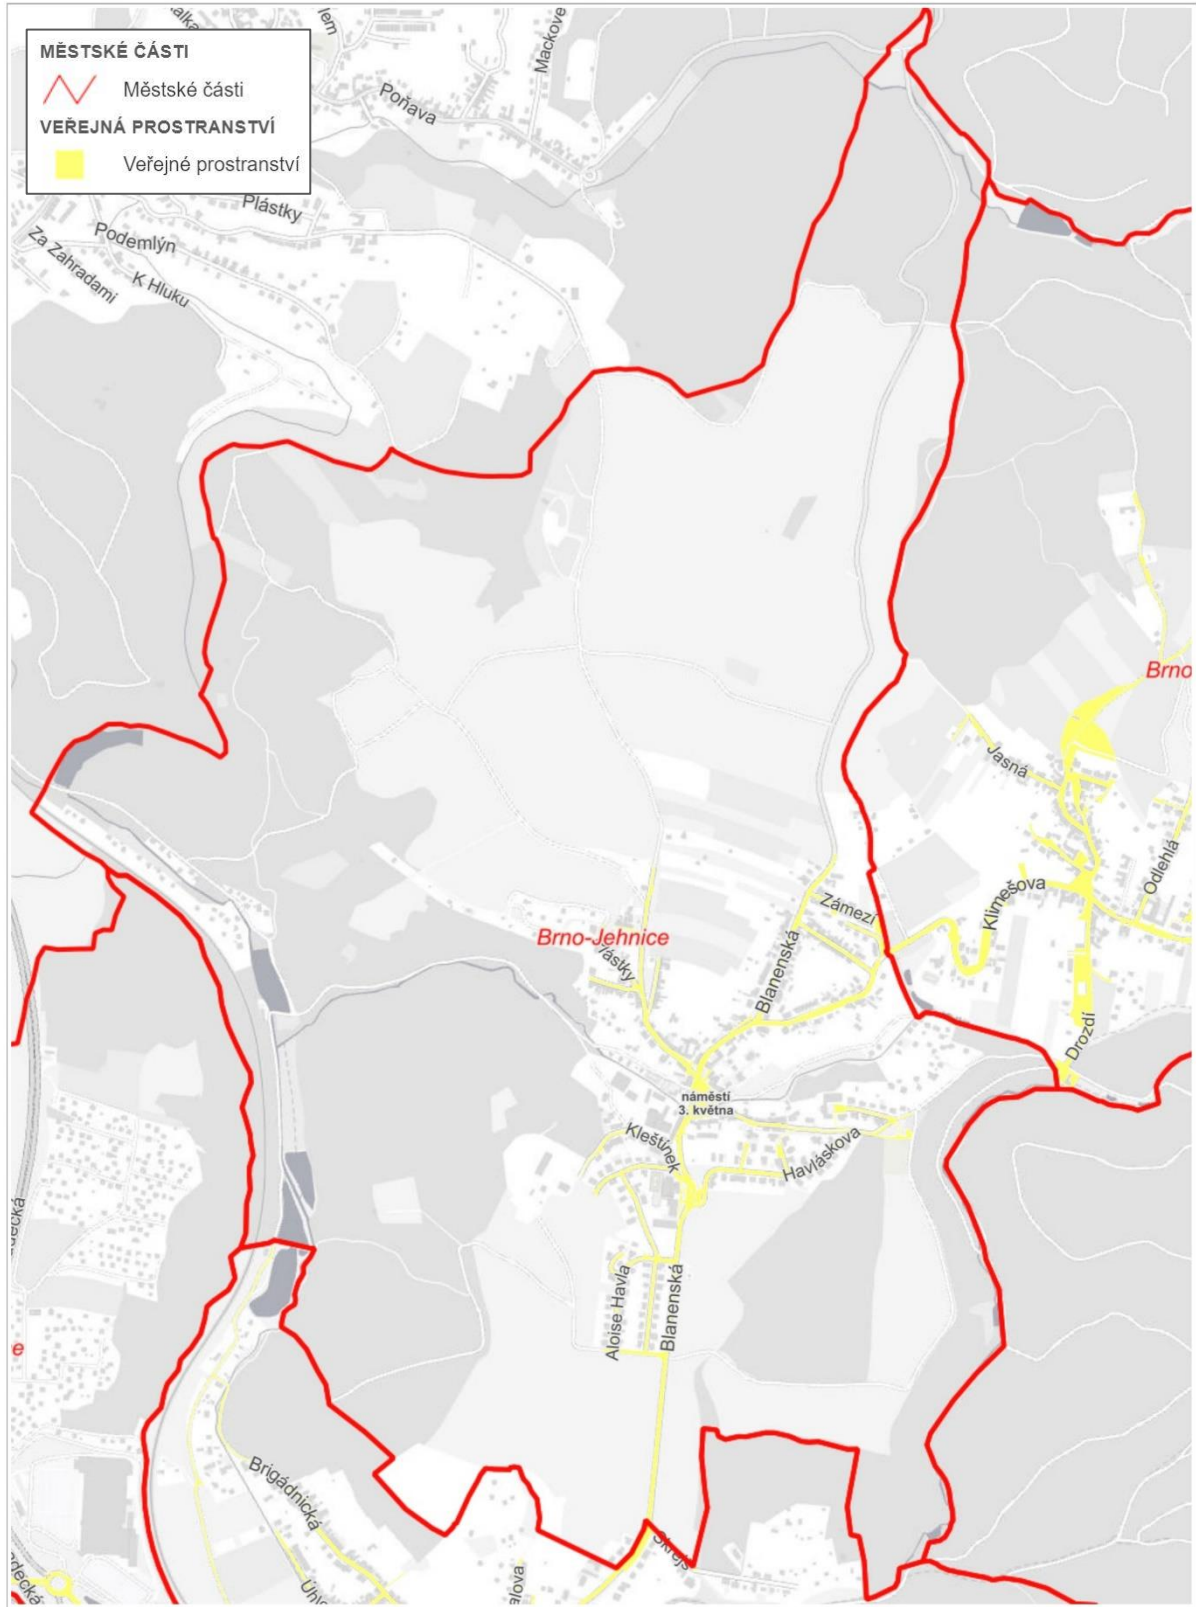 MĚSTSKÉ ČÁSTI
Městské části
VEŘEJNÁ PROSTRANSTVÍ
Veřejné prostranství
Mackove
Poňava
Plástky
Podemlýn
Za Zahradami
K Hluku
Brno
Jasná
Odlehlá
Klimešova
Zámezí
Brno-Jehnice
Blanenská
Drozdí
náměstí
3. května
Kleštínek
Havláskova
Aloise Havla
Blanenská
e
Brigádnická
Skrejš